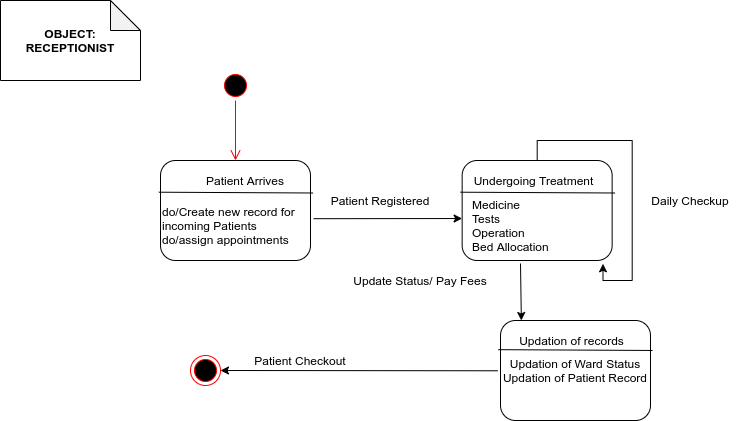 OBJECT:
RECEPTIONIST
Patient Arrives
do/Create new record for
incoming Patients
do/assign appointments
Patient Registered
Undergoing Treatment
Medicine
Tests
Operation
Bed Allocation
Daily Checkup
Update Status/ Pay Fees
Updation of records
Updation of Ward Status
Updation of Patient Record
Patient Checkout